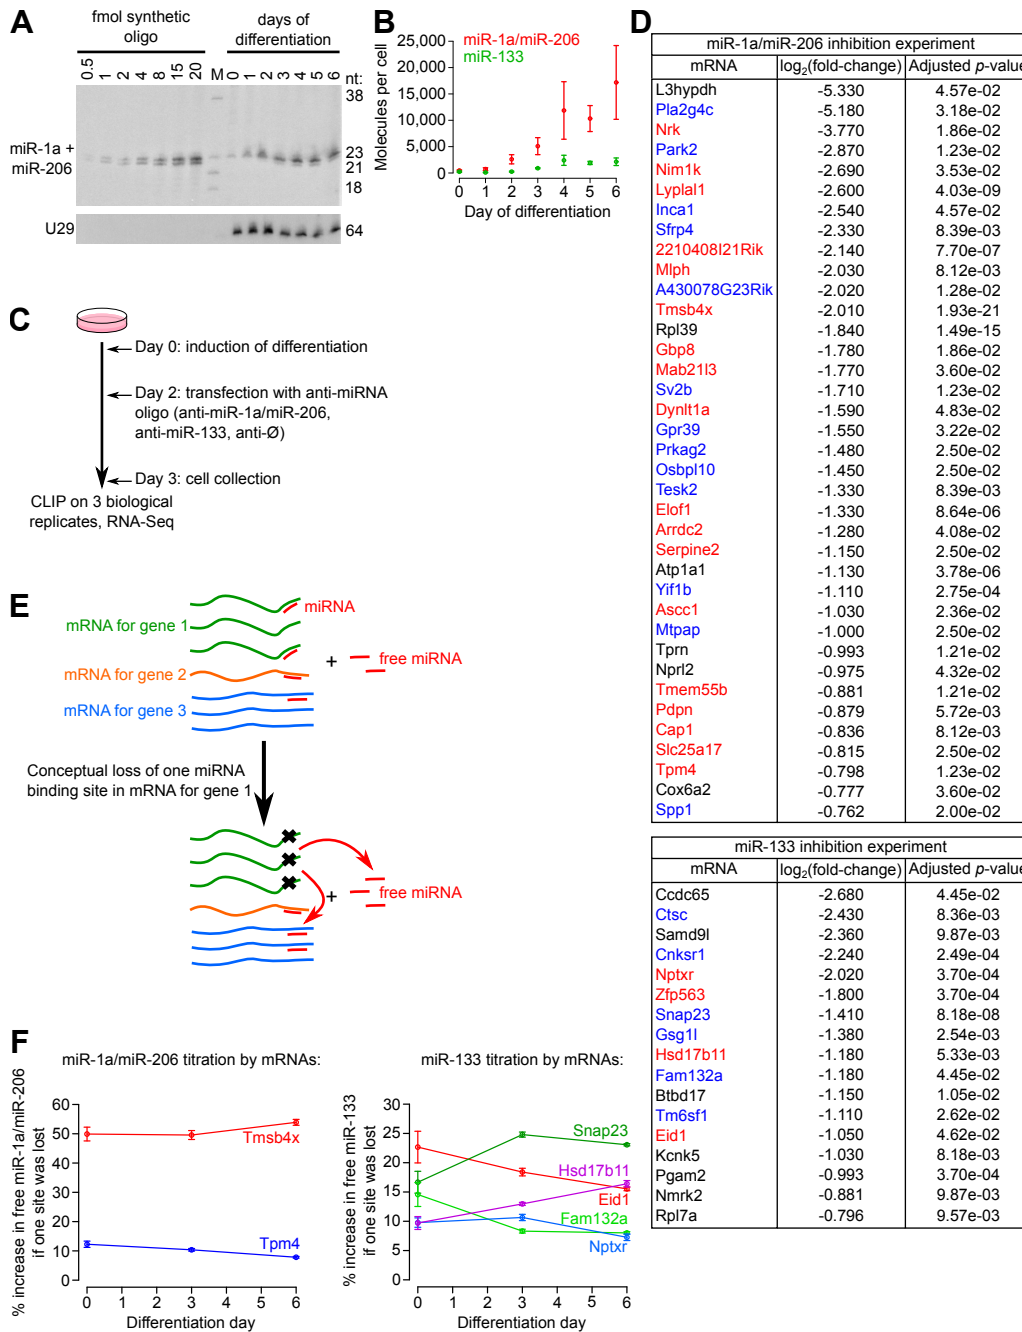 A
fmol synthetic oligo
days of differentiation
0.5 1 2 4 8 15 20 M 0 1 2 3 4 5 6 nt:
38
miR-1a + miR-206
23
21
18
U29
64
B
miR-1a/miR-206
miR-133
Molecules per cell
25,000
20,000
15,000
10,000
5,000
0
0 1 2 3 4 5 6
Day of differentiation
C
Day 0: induction of differentiation
Day 2: transfection with anti-miRNA
oligo (anti-miR-1a/miR-206,
anti-miR-133, anti-Ø)
Day 3: cell collection
CLIP on 3 biological
replicates, RNA-Seq
D
miR-1a/miR-206 inhibition experiment
mRNA log₂(fold-change) Adjusted p-value
L3hypdh -5.330 4.57e-02
Pla2g4c -5.180 3.18e-02
Nrk -3.770 1.86e-02
Park2 -2.870 1.23e-02
Nim1k -2.690 3.53e-02
Lyplal1 -2.600 4.03e-09
Inca1 -2.540 4.57e-02
Sfrp4 -2.330 8.39e-03
2210408I21Rik -2.140 7.70e-07
Mlph -2.030 8.12e-03
A430078G23Rik -2.020 1.28e-02
Tmsb4x -2.010 1.93e-21
Rpl39 -1.840 1.49e-15
Gbp8 -1.780 1.86e-02
Mab21l3 -1.770 3.60e-02
Sv2b -1.710 1.23e-02
Dynlt1a -1.590 4.83e-02
Gpr39 -1.550 3.22e-02
Prkag2 -1.480 2.50e-02
Osbpl10 -1.450 2.50e-02
Tesk2 -1.330 8.39e-03
Elof1 -1.330 8.64e-06
Arrdc2 -1.280 4.08e-02
Serpine2 -1.150 2.50e-02
Atp1a1 -1.130 3.78e-06
Yif1b -1.110 2.75e-04
Ascc1 -1.030 2.36e-02
Mtpap -1.000 2.50e-02
Tprn -0.993 1.21e-02
Nprl2 -0.975 4.32e-02
Tmem55b -0.881 1.21e-02
Pdpn -0.879 5.72e-03
Cap1 -0.836 8.12e-03
Slc25a17 -0.815 2.50e-02
Tpm4 -0.798 1.23e-02
Cox6a2 -0.777 3.60e-02
Spp1 -0.762 2.00e-02
miR-133 inhibition experiment
mRNA log₂(fold-change) Adjusted p-value
Ccdc65 -2.680 4.45e-02
Ctsc -2.430 8.36e-03
Samd9l -2.360 9.87e-03
Cnksr1 -2.240 2.49e-04
Nptxr -2.020 3.70e-04
Zfp563 -1.800 3.70e-04
Snap23 -1.410 8.18e-08
Gsg1l -1.380 2.54e-03
Hsd17b11 -1.180 5.33e-03
Fam132a -1.180 4.45e-02
Btbd17 -1.150 1.05e-02
Tm6sf1 -1.110 2.62e-02
Eid1 -1.050 4.62e-02
Kcnk5 -1.030 8.18e-03
Pgam2 -0.993 3.70e-04
Nmrk2 -0.881 9.87e-03
Rpl7a -0.796 9.57e-03
E
miRNA
mRNA for gene 1
+ free miRNA
mRNA for gene 2
mRNA for gene 3
Conceptual loss of one miRNA
binding site in mRNA for gene 1
+ free miRNA
F
miR-1a/miR-206 titration by mRNAs:
% increase in free miR-1a/miR-206
if one site was lost
60
50
40
30
20
10
0
Tmsb4x
Tpm4
0 1 2 3 4 5 6
Differentiation day
miR-133 titration by mRNAs:
% increase in free miR-133
if one site was lost
30
25
20
15
10
5
0
Snap23
Hsd17b11
Eid1
Fam132a
Nptxr
0 1 2 3 4 5 6
Differentiation day